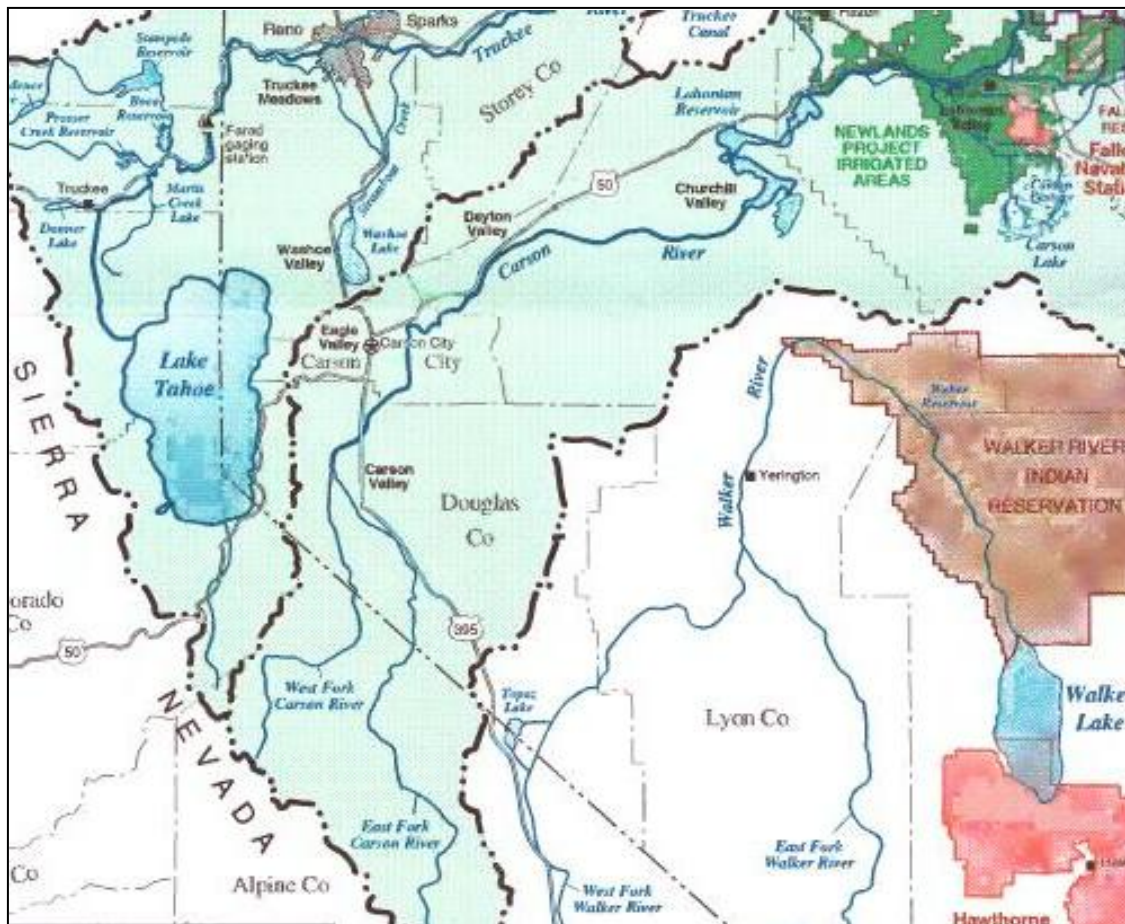 Reno
Sparks
River
Truckee
Canal
Stampede
Reservoir
Truckee
Truckee
Meadows
Storey Co
Lahontan
Reservoir
Prosser
Creek Reservoir
Boca
Reservoir
Farad
gaging
station
Creek
Steamboat
NEWLANDS
PROJECT
IRRIGATED
AREAS
50
Truckee
Martis
Creek
Lake
Donner
Lake
Washoe
Lake
Washoe
Valley
Dayton
Valley
Churchill
Valley
Carson
Lake
Carson
River
Eagle
Valley
Carson City
Carson
City
Lake
Tahoe
SIERRA
River
Weber
Reservoir
WALKER RIVER
INDIAN
RESERVATION
Carson
Valley
Walker
Yerington
Douglas
Co
orado
Co
50
395
West Fork
Carson River
Topaz
Lake
Lyon Co
Walke
Lake
NEVADA
East Fork
Carson River
East Fork
Walker River
Co
Alpine Co
West Fork
Walker River
Hawthorne